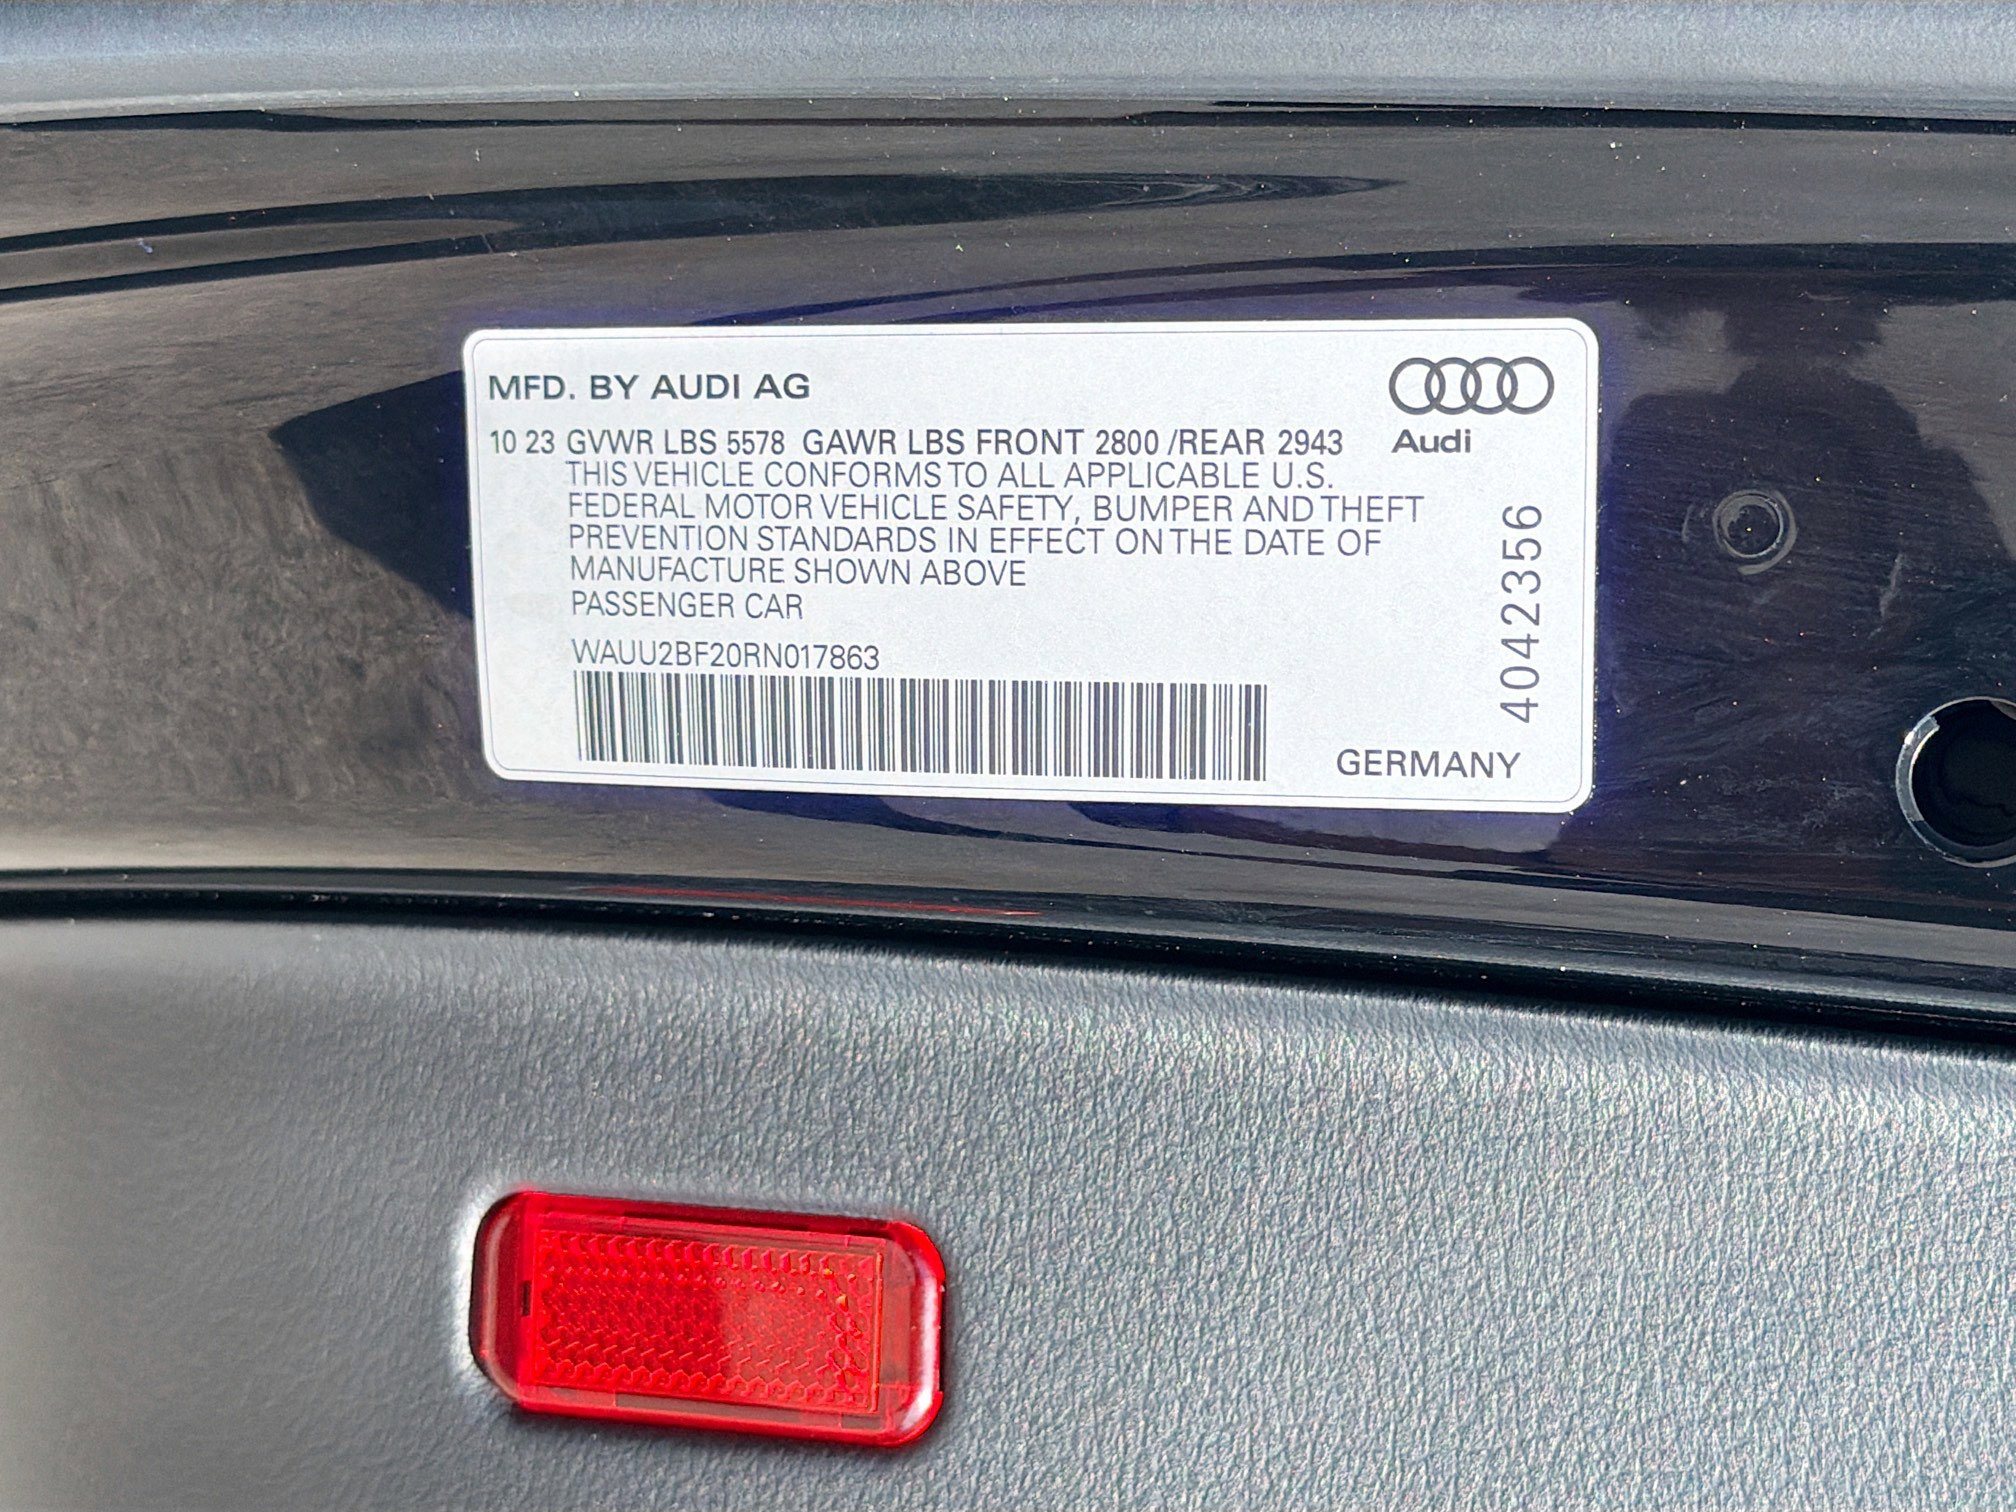 MFD. BY AUDI AG
10 23 GVWR LBS 5578 GAWR LBS FRONT 2800 /REAR 2943
Audi
THIS VEHICLE CONFORMS TO ALL APPLICABLE U.S.
FEDERAL MOTOR VEHICLE SAFETY, BUMPER AND THEFT
PREVENTION STANDARDS IN EFFECT ON THE DATE OF
MANUFACTURE SHOWN ABOVE
PASSENGER CAR
WAUU2BF20RN017863
4042356
GERMANY